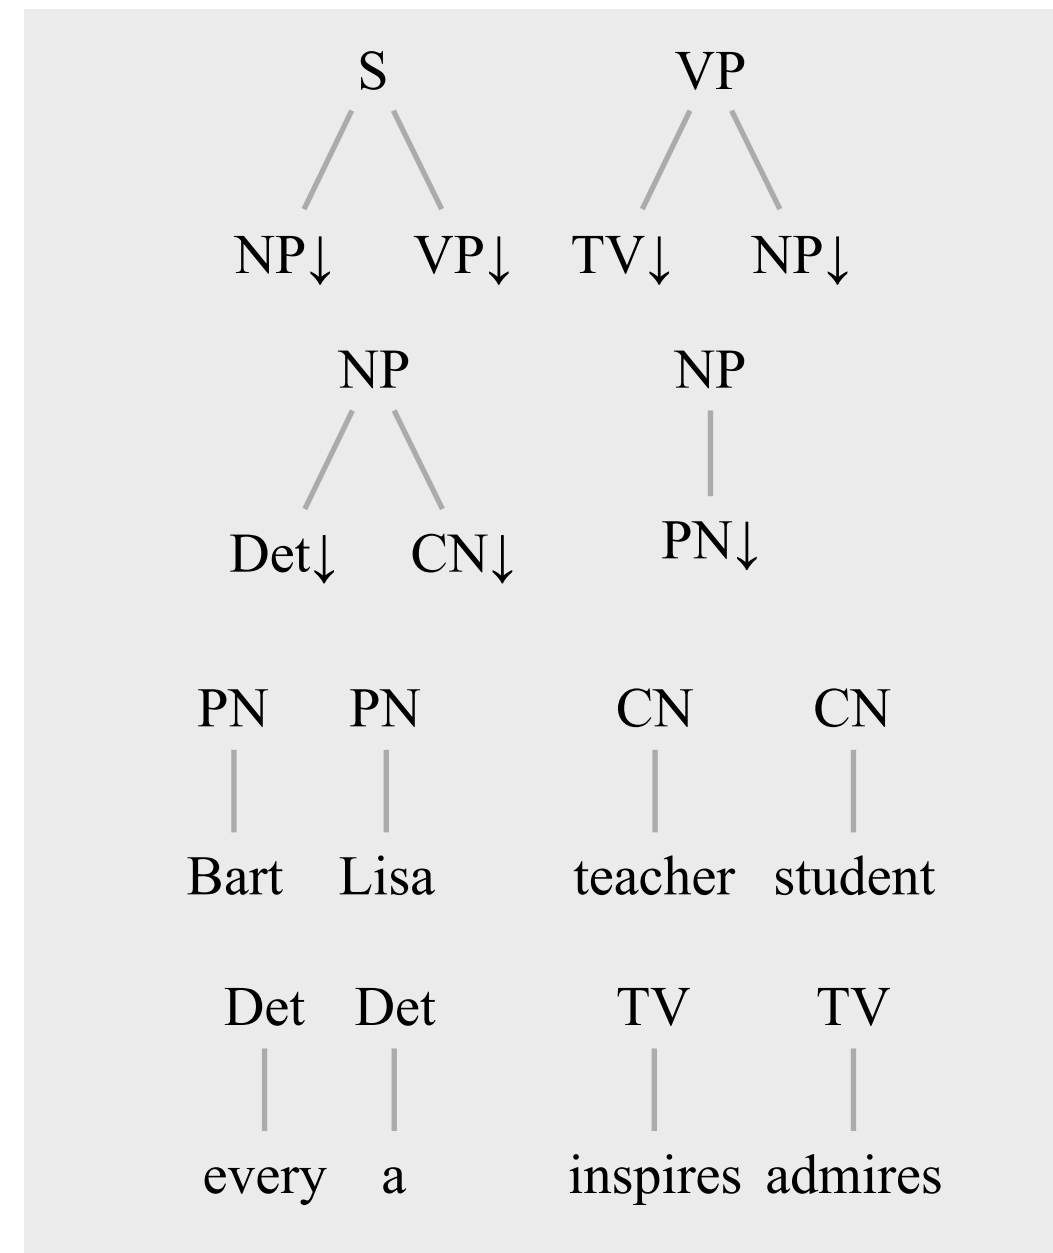 S VP
NP↓ VP↓ TV↓ NP↓
NP NP
Det↓ CN↓ PN↓
PN PN CN CN
Bart Lisa teacher student
Det Det TV TV
every a inspires admires